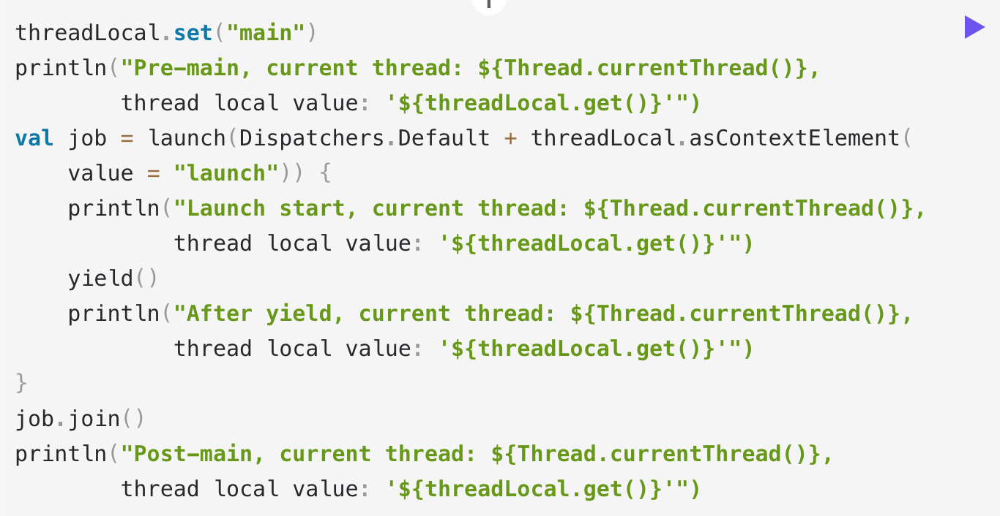 threadLocal.set("main")
println("Pre-main, current thread: ${Thread.currentThread()},
        thread local value: '${threadLocal.get()}'")
val job = launch(Dispatchers.Default + threadLocal.asContextElement(
    value = "launch")) {
    println("Launch start, current thread: ${Thread.currentThread()},
            thread local value: '${threadLocal.get()}'")
    yield()
    println("After yield, current thread: ${Thread.currentThread()},
            thread local value: '${threadLocal.get()}'")
}
job.join()
println("Post-main, current thread: ${Thread.currentThread()},
        thread local value: '${threadLocal.get()}'")